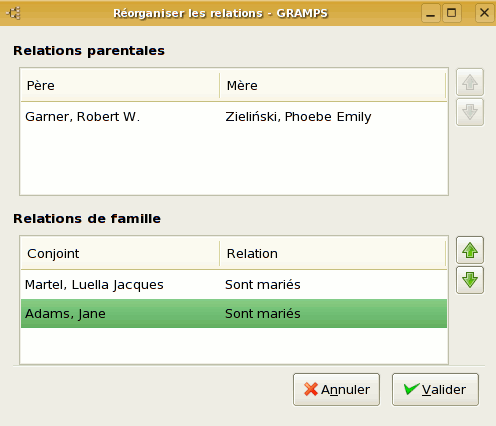 Réorganiser les relations - GRAMPS
Relations parentales
Père Mère
Garner, Robert W. Zieliński, Phoebe Emily
Relations de famille
Conjoint Relation
Martel, Luella Jacques Sont mariés
Adams, Jane Sont mariés
Annuler Valider